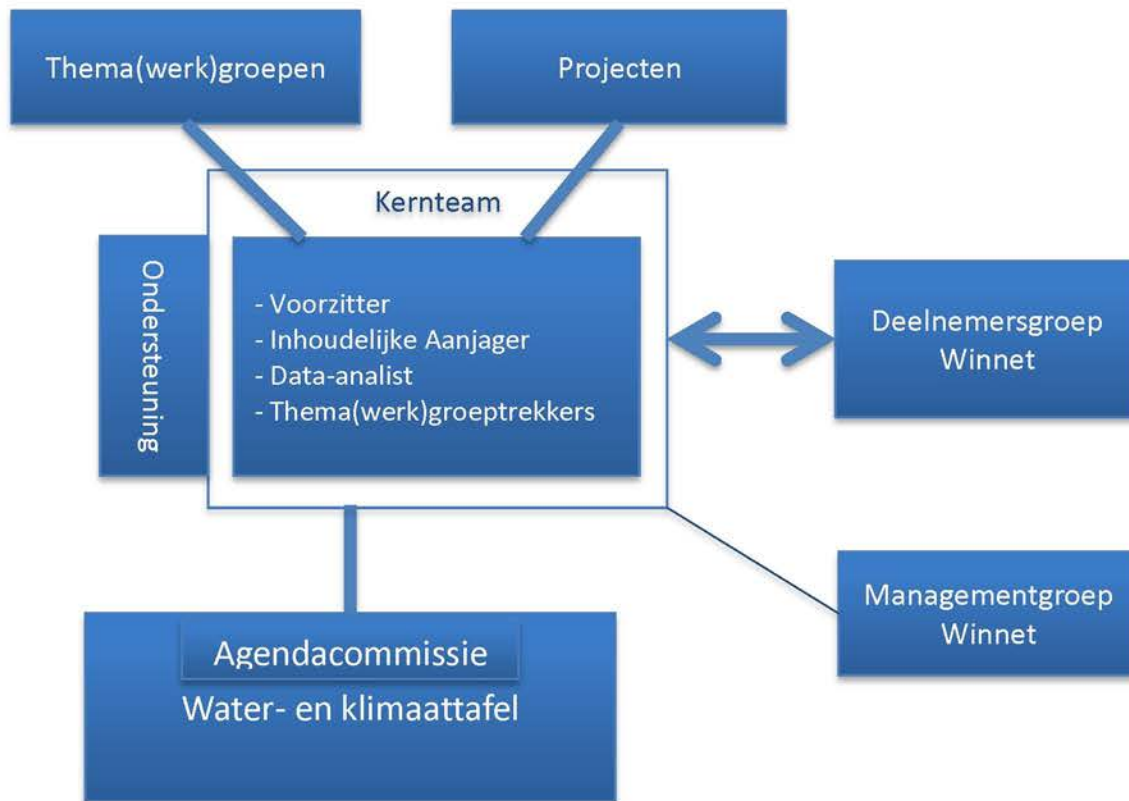 Thema(werk)groepen
Projecten
Kernteam
Ondersteuning
- Voorzitter
- Inhoudelijke Aanjager
- Data-analist
- Thema(werk)groeptrekkers
Deelnemersgroep
Winnet
Managementgroep
Winnet
Agendacommissie
Water- en klimaattafel